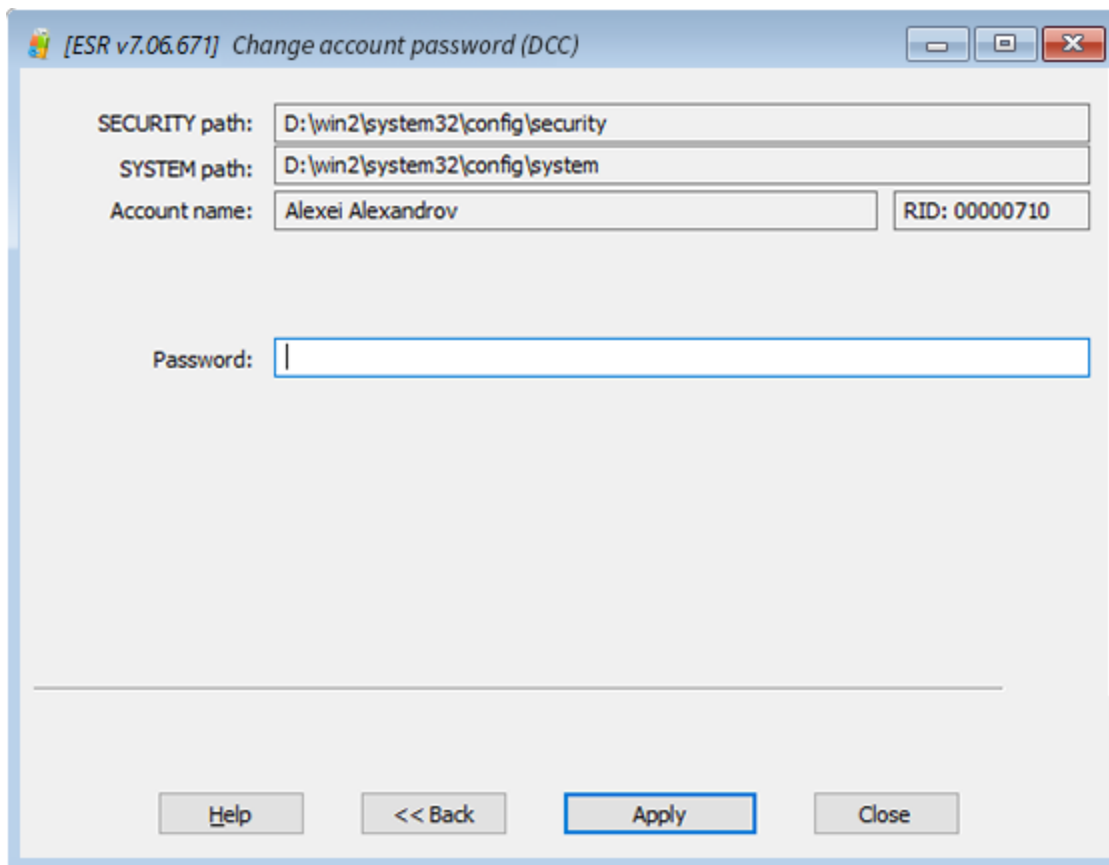 [ESR v7.06.671] Change account password (DCC)
SECURITY path: D:\win2\system32\config\security
SYSTEM path: D:\win2\system32\config\system
Account name: Alexei Alexandrov RID: 00000710
Password:
Help << Back Apply Close